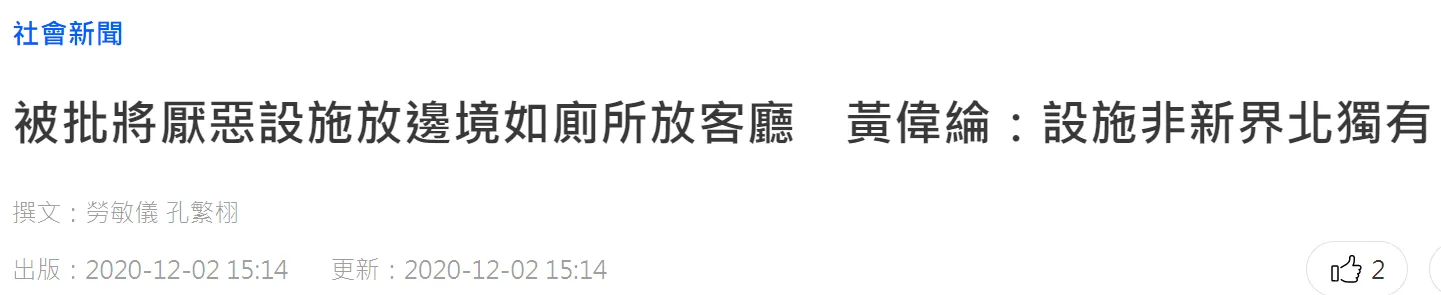 社會新聞
被批將厭惡設施放邊境如廁所放客廳　黃偉綸：設施非新界北獨有
撰文：勞敏儀 孔繁栩
出版：2020-12-02 15:14 更新：2020-12-02 15:14
2